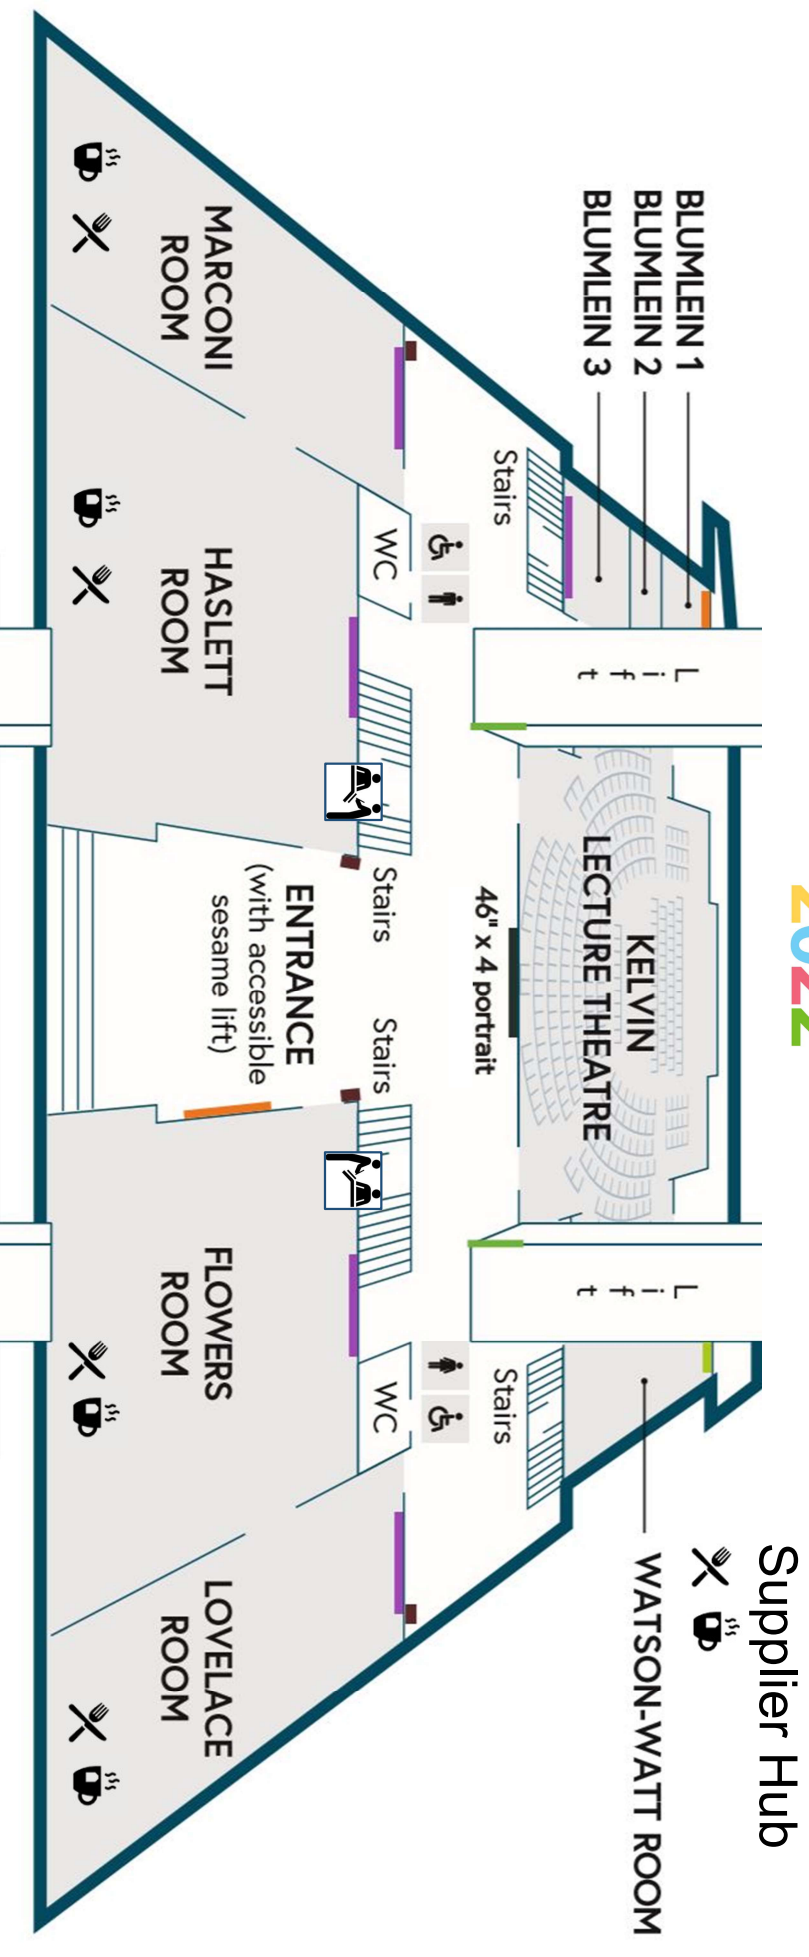 2022
Supplier Hub
BLUMLEIN 1
BLUMLEIN 2
BLUMLEIN 3
WATSON-WATT ROOM
Lift
Lift
KELVIN
LECTURE THEATRE
Stairs
Stairs
46" x 4 portrait
WC
WC
Stairs
Stairs
ENTRANCE
(with accessible
sesame lift)
MARCONI
ROOM
HASLETT
ROOM
FLOWERS
ROOM
LOVELACE
ROOM